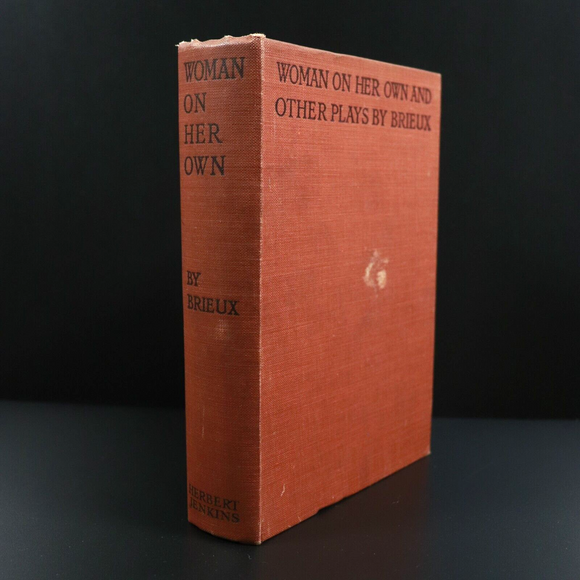 WOMAN
ON
HER
OWN
BY
BRIEUX
HERBERT
JENKINS
WOMAN ON HER OWN AND
OTHER PLAYS BY BRIEUX